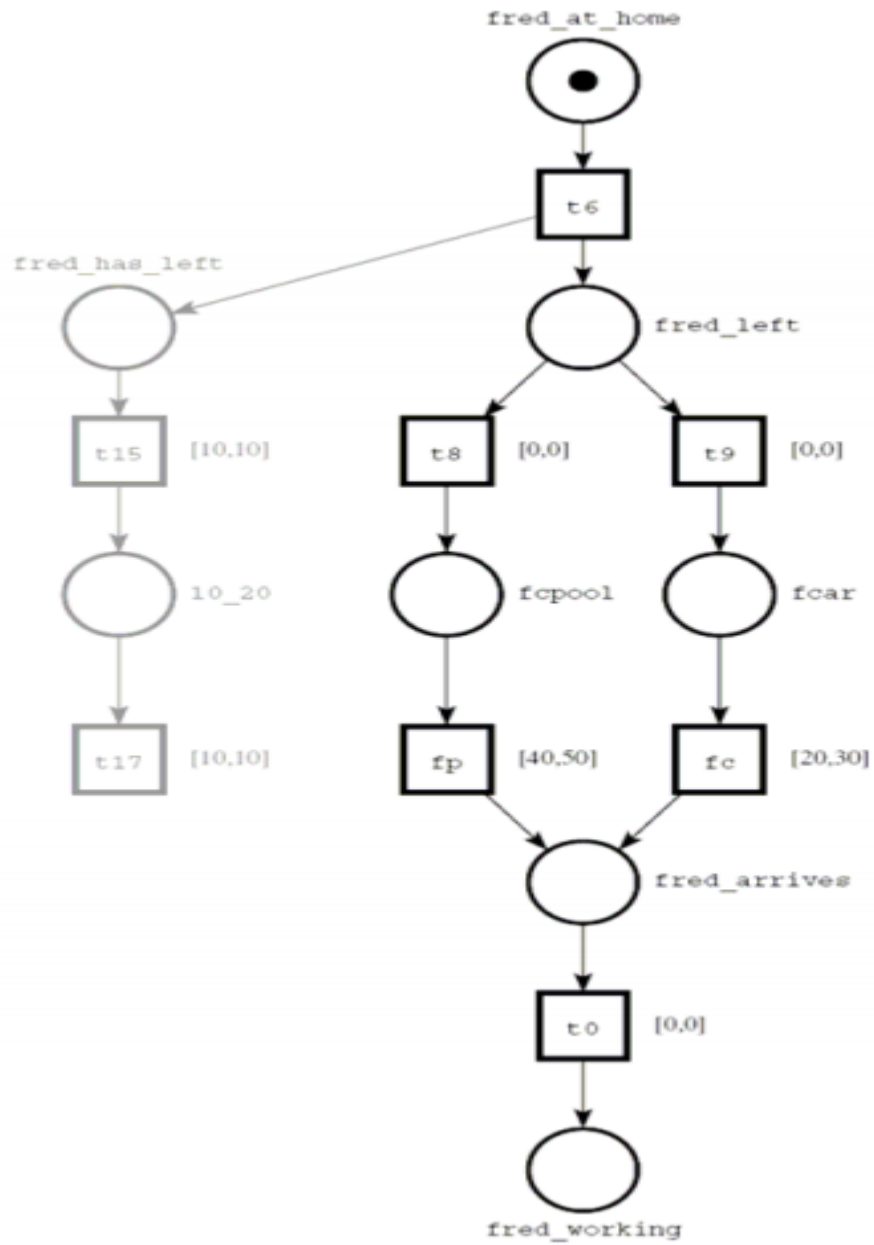 fred_at_home
t6
fred_has_left
fred_left
t15 [10,10]
t8 [0,0]
t9 [0,0]
10_20
fcpool
fcar
t17 [10,10]
fp [40,50]
fc [20,30]
fred_arrives
t0 [0,0]
fred_working